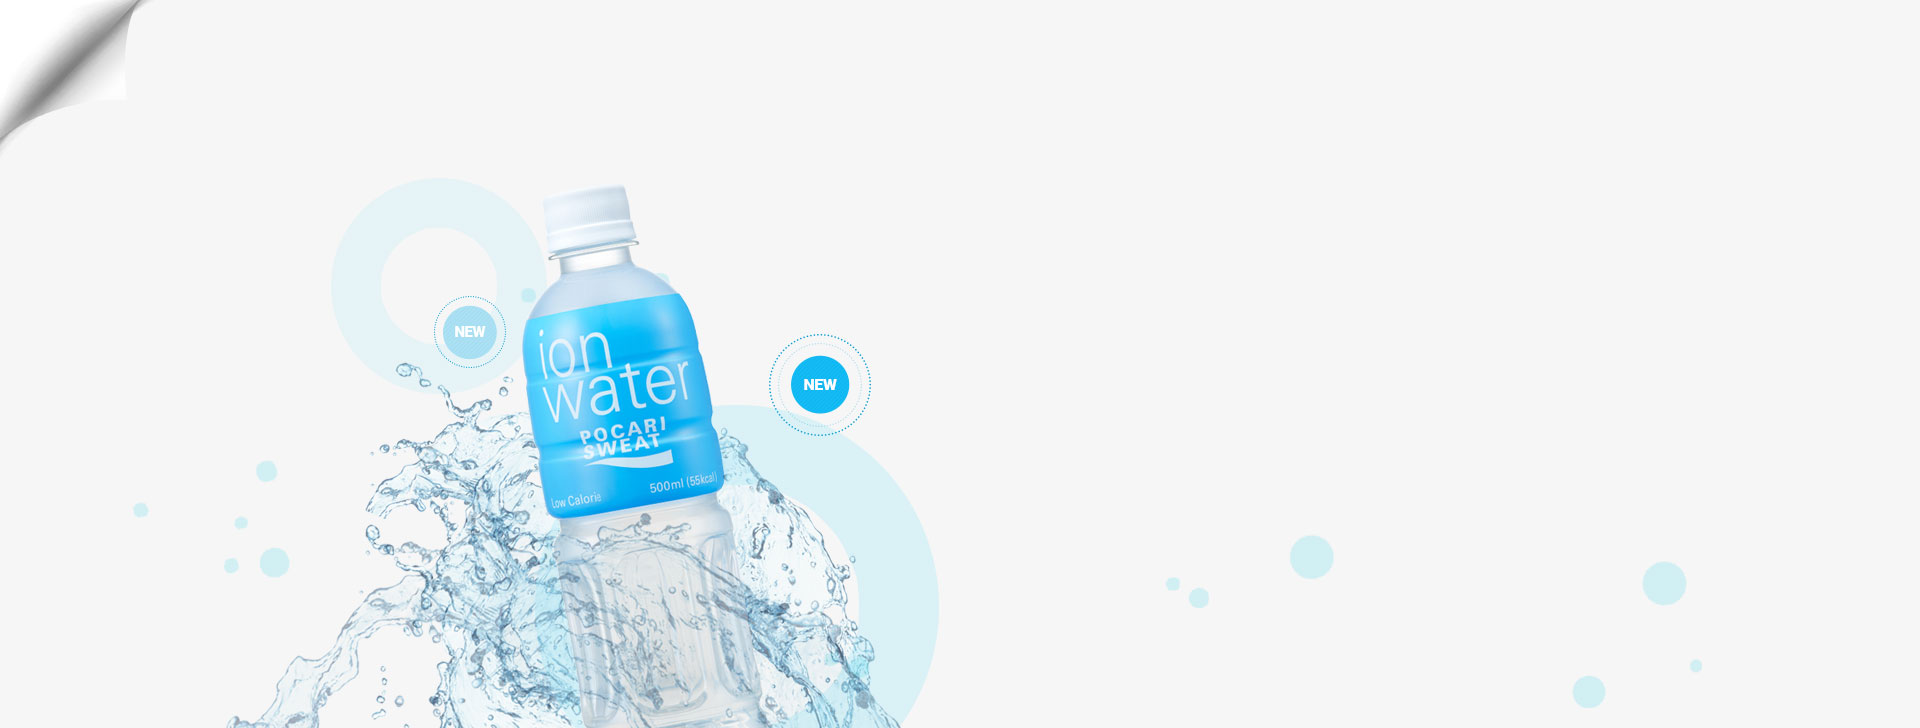 NEW
ion
water
POCARI
SWEAT
Low Calorie
500ml (55kcal)
NEW